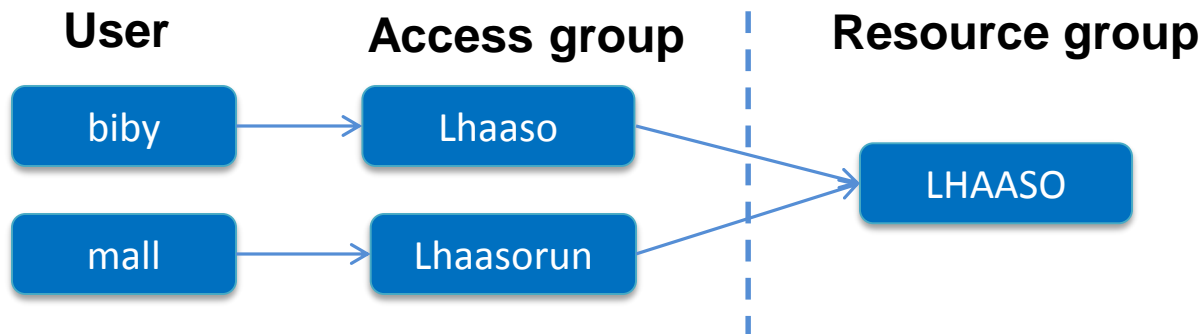 User
Access group
Resource group
biby
Lhaaso
LHAASO
mall
Lhaasorun